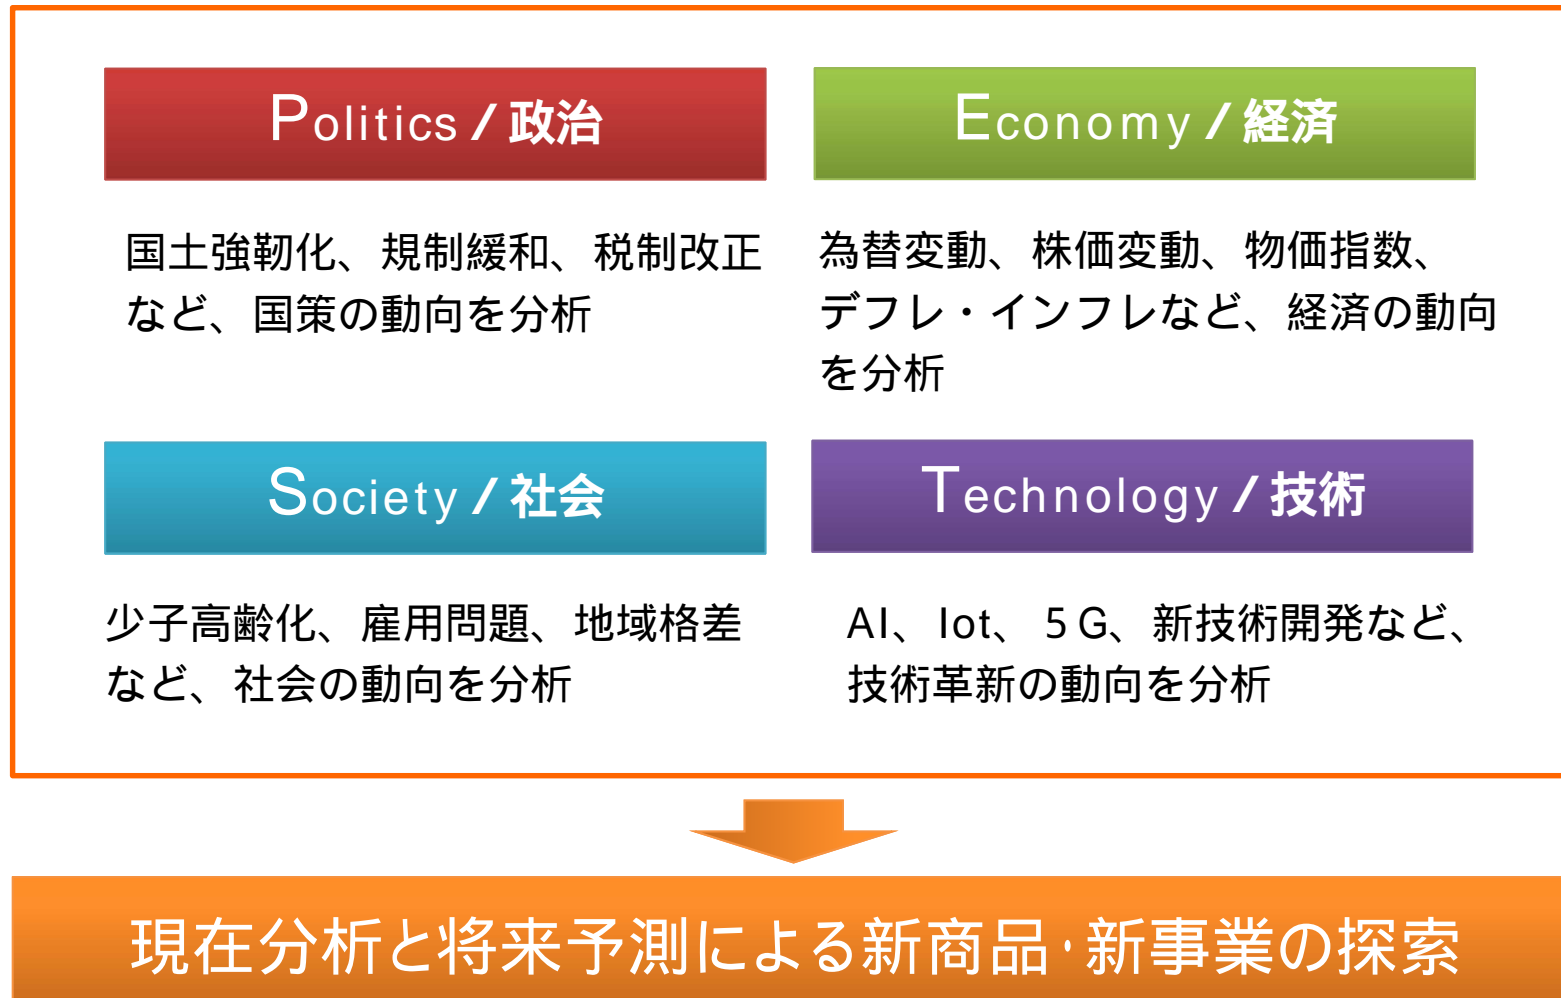 Politics / 政治
国土強靭化、規制緩和、税制改正
など、国策の動向を分析
Economy / 経済
為替変動、株価変動、物価指数、
デフレ・インフレなど、経済の動向
を分析
Society / 社会
少子高齢化、雇用問題、地域格差
など、社会の動向を分析
Technology / 技術
AI、Iot、５G、新技術開発など、
技術革新の動向を分析
現在分析と将来予測による新商品・新事業の探索